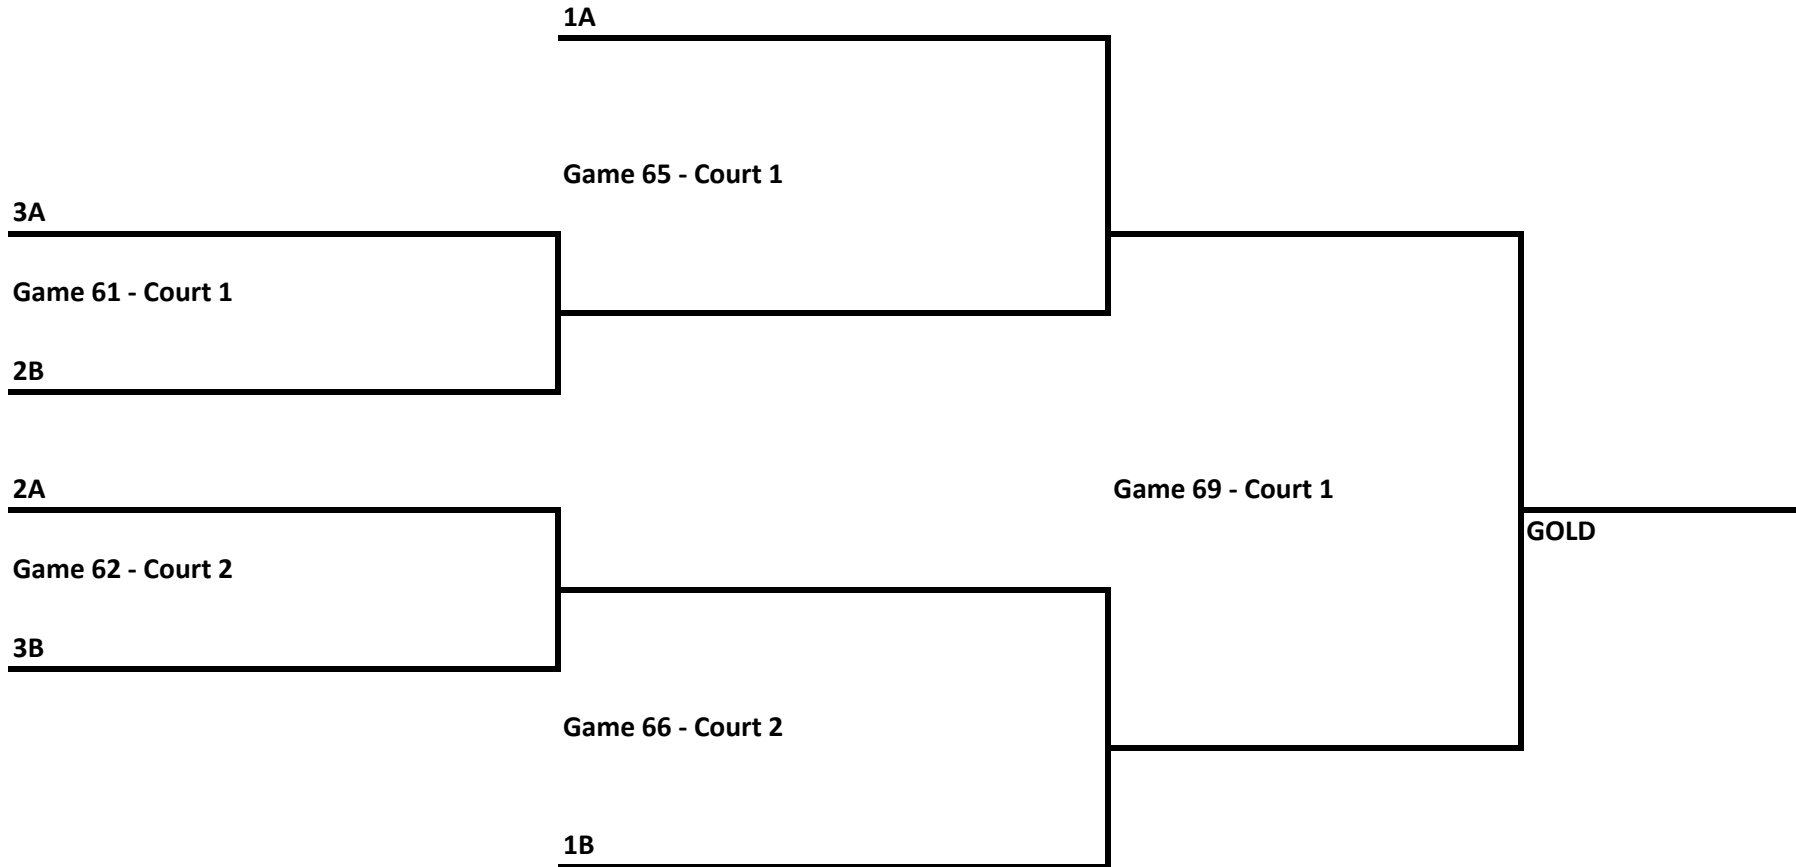 1A
Game 65 - Court 1
3A
Game 61 - Court 1
2B
2A
Game 69 - Court 1
GOLD
Game 62 - Court 2
3B
Game 66 - Court 2
1B